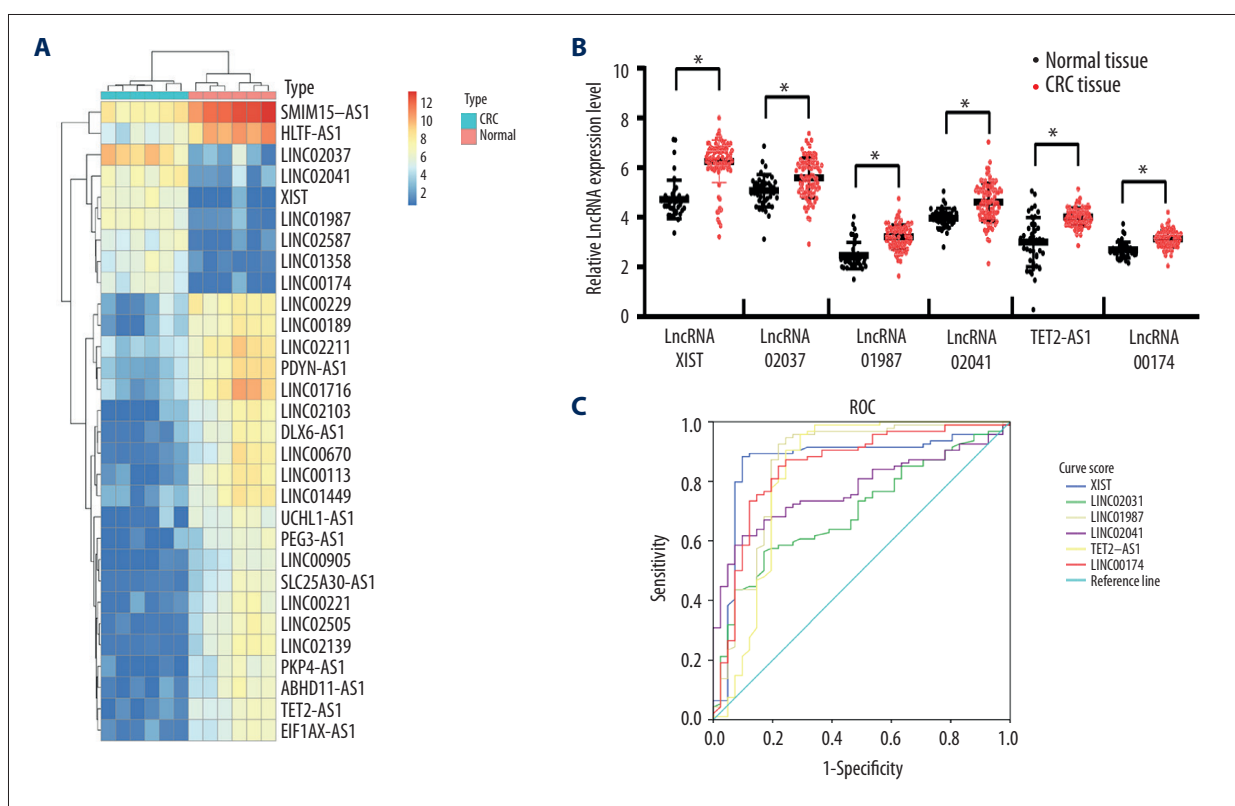 A
Type
SMIM15–AS1
HLTF-AS1
LINC02037
LINC02041
XIST
LINC01987
LINC02587
LINC01358
LINC00174
LINC00229
LINC00189
LINC02211
PDYN-AS1
LINC01716
LINC02103
DLX6-AS1
LINC00670
LINC00113
LINC01449
UCHL1-AS1
PEG3-AS1
LINC00905
SLC25A30-AS1
LINC00221
LINC02505
LINC02139
PKP4-AS1
ABHD11-AS1
TET2-AS1
EIF1AX-AS1
12
10
8
6
4
2
Type
CRC
Normal
B
Normal tissue
CRC tissue
Relative LncRNA expression level
10
8
6
4
2
0
*
*
*
*
*
*
LncRNA
XIST
LncRNA
02037
LncRNA
01987
LncRNA
02041
TET2-AS1
LncRNA
00174
C
ROC
Sensitivity
1.0
0.8
0.6
0.4
0.2
0.0
0.0
0.2
0.4
0.6
0.8
1.0
1-Specificity
Curve score
XIST
LINC02031
LINC01987
LINC02041
TET2–AS1
LINC00174
Reference line